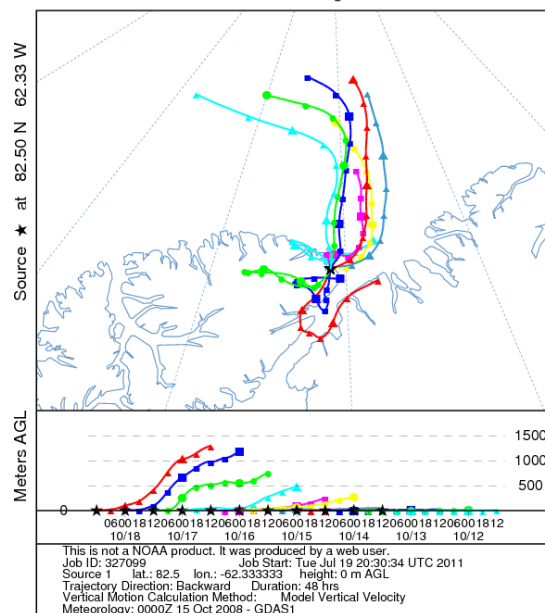 Source ★ at 82.50 N 62.33 W
Meters AGL
1500
1000
500
0
06 00 18 12 06 00 18 12 06 00 18 12 06 00 18 12 06 00 18 12 06 00 18 12 06 00 18 12
10/18 10/17 10/16 10/15 10/14 10/13 10/12
This is not a NOAA product. It was produced by a web user.
Job ID: 327099 Job Start: Tue Jul 19 20:30:34 UTC 2011
Source 1 lat.: 82.5 lon.: -62.333333 height: 0 m AGL
Trajectory Direction: Backward Duration: 48 hrs
Vertical Motion Calculation Method: Model Vertical Velocity
Meteorology: 0000Z 15 Oct 2008 - GDAS1